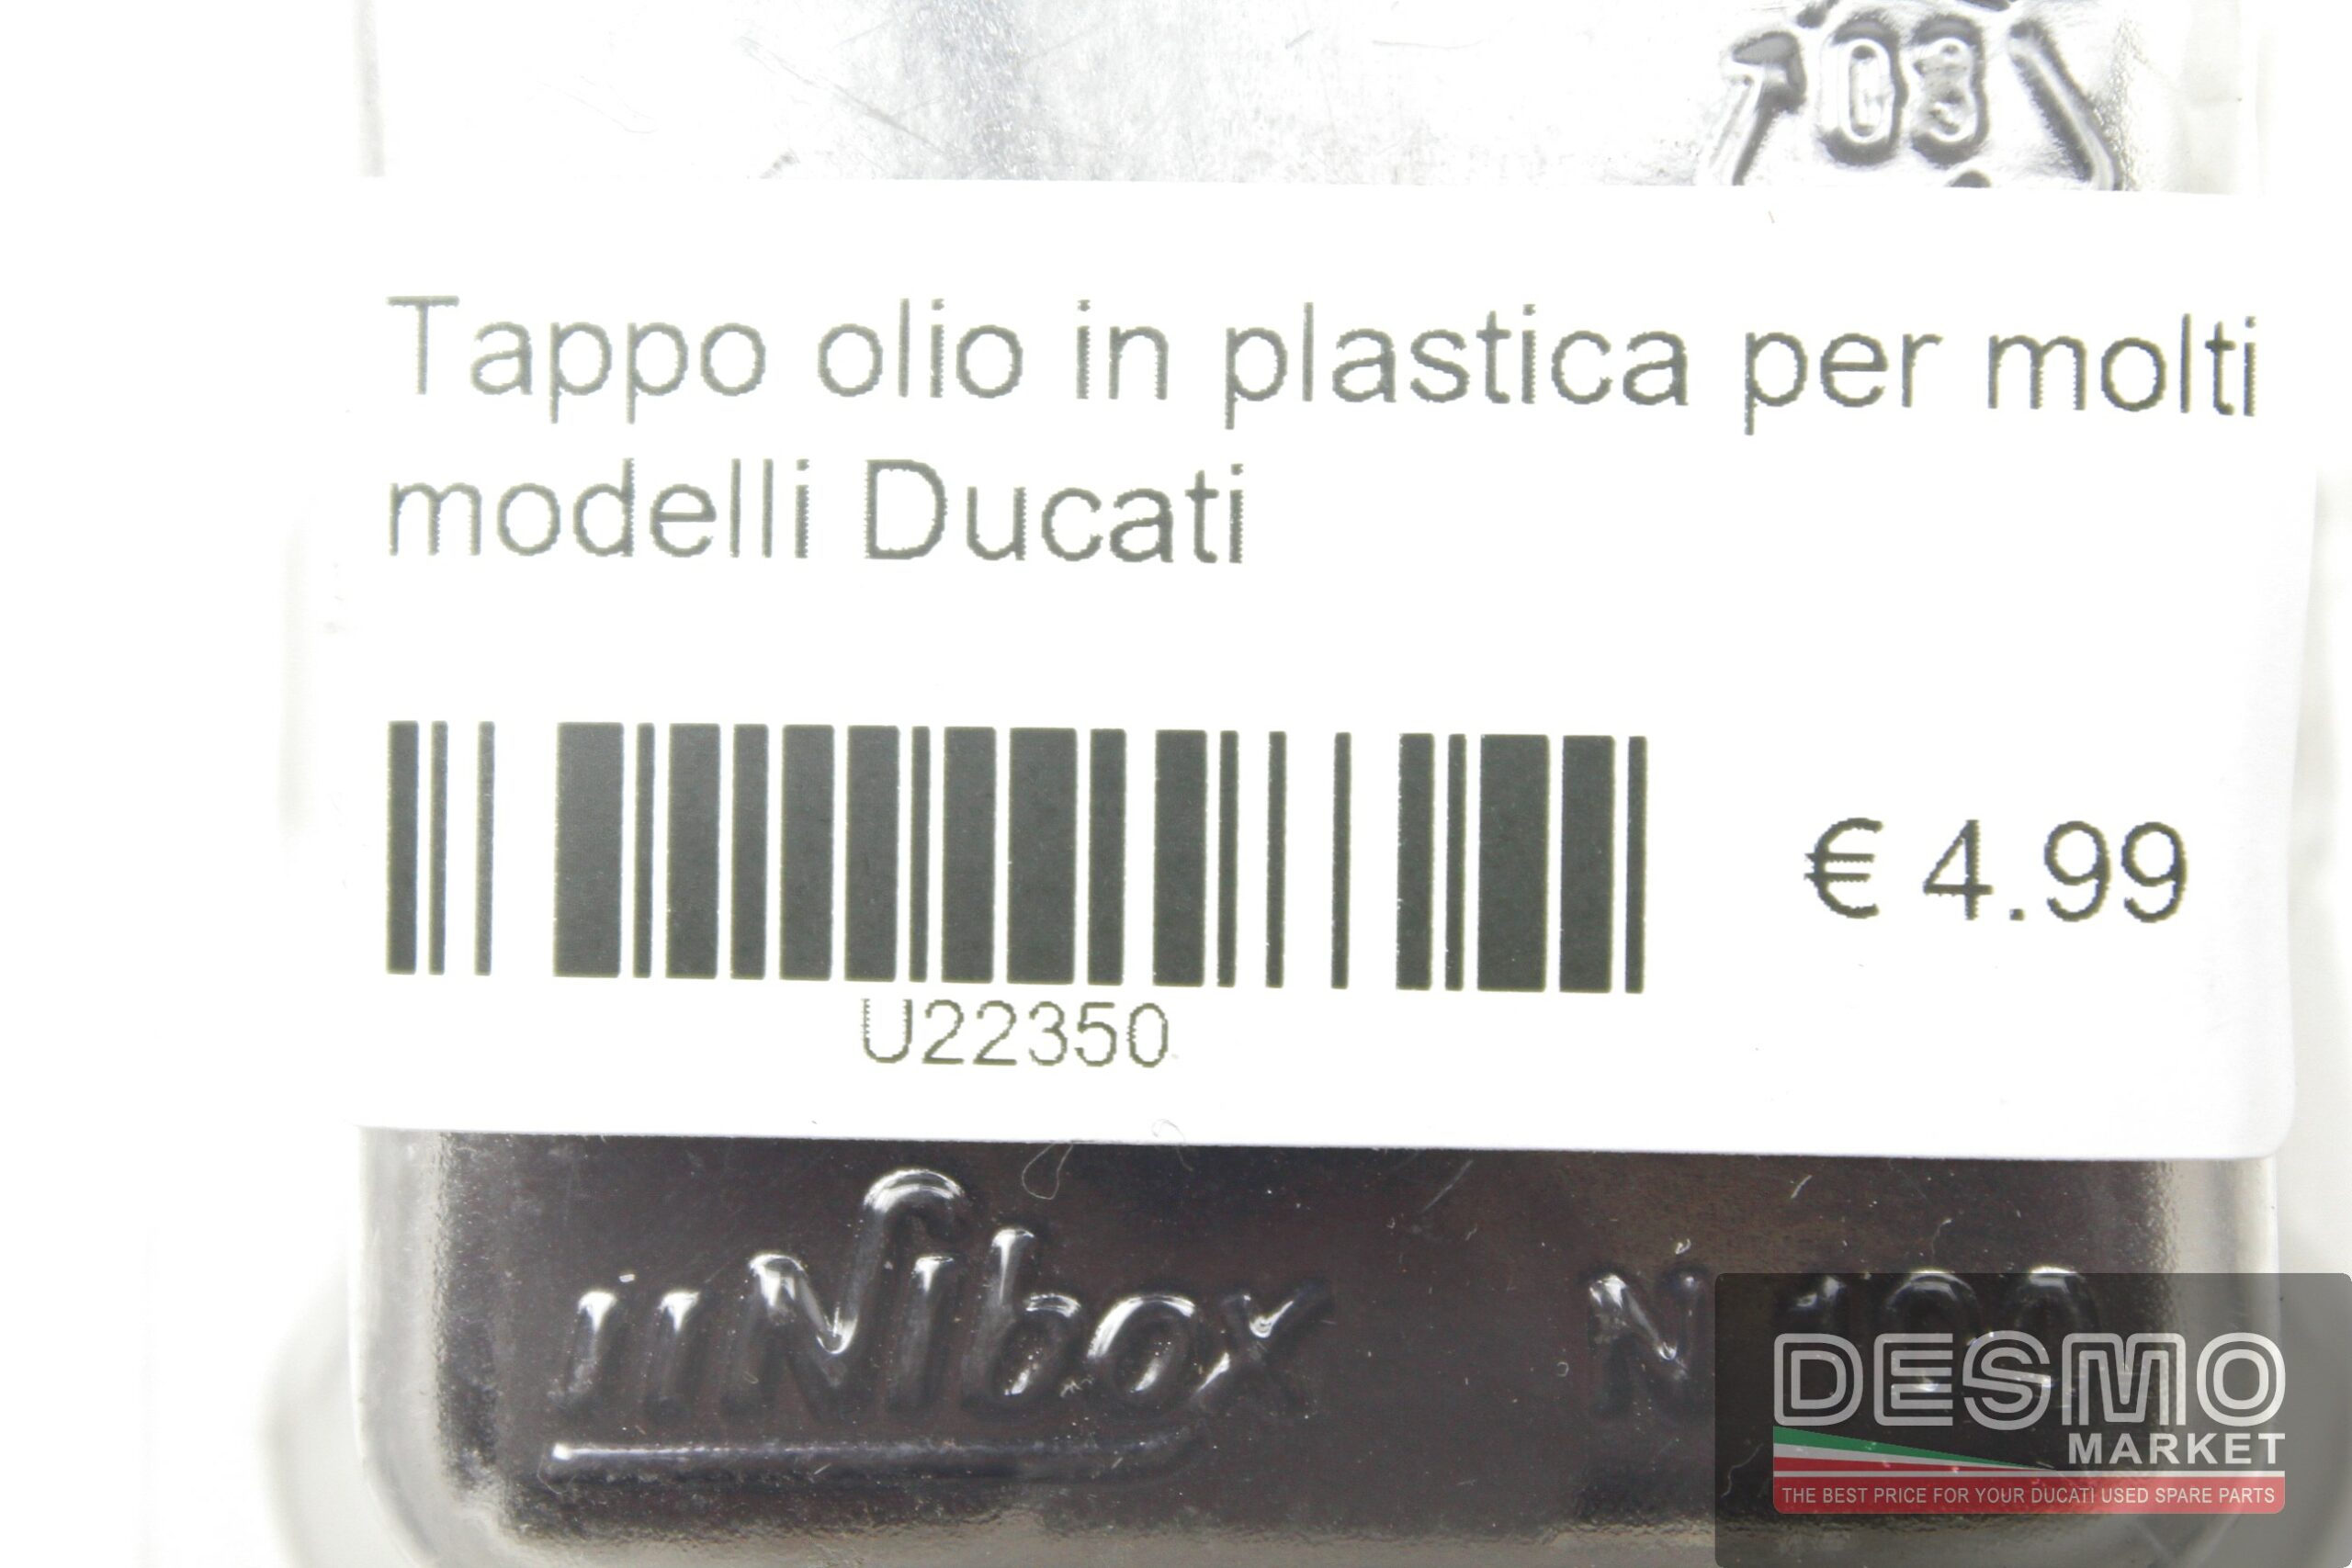 03
Tappo olio in plastica per molti
modelli Ducati
€ 4.99
U22350
uNibox
DESMO
MARKET
THE BEST PRICE FOR YOUR DUCATI USED SPARE PARTS